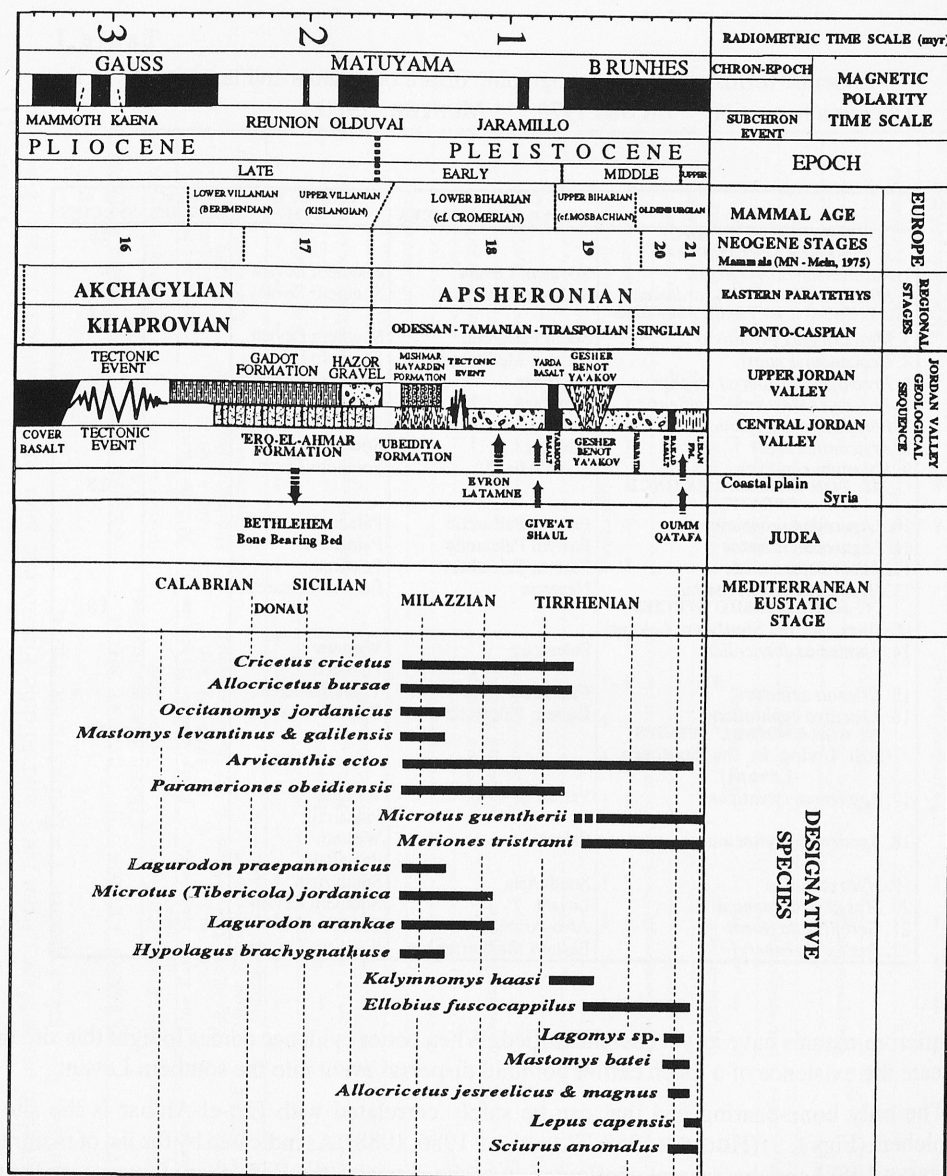 3 2 1 RADIOMETRIC TIME SCALE (myr)
GAUSS MATUYAMA BRUNHES CHRON-EPOCH
MAGNETIC
POLARITY
TIME SCALE
MAMMOTH KAENA REUNION OLDUVAI JARAMILLO SUBCHRON
EVENT
PLIOCENE PLEISTOCENE EPOCH
LATE EARLY MIDDLE UPPER
LOWER VILLANIAN
(BEREMENDIAN)
UPPER VILLANIAN
(KISLANGIAN)
LOWER BIHARIAN
(cf. CROMERIAN)
UPPER BIHARIAN
(cf. MOSBACHIAN)
OLDENBURGIAN
MAMMAL AGE
EUROPE
16 17 18 19 20 21
NEOGENE STAGES
Mammals (MN - Mein, 1975)
AKCHAGYLIAN APSHERONIAN EASTERN PARATETHYS
REGIONAL
STAGES
KHAPROVIAN ODESSAN - TAMANIAN - TIRASPOLIAN SINGLIAN PONTO-CASPIAN
TECTONIC
EVENT
GADOT
FORMATION
HAZOR
GRAVEL
MISHMAR
HAYARDEN
FORMATION
TECTONIC
EVENT
YARDA
BASALT
GESHER
BENOT
YA'AKOV
UPPER JORDAN
VALLEY
JORDAN VALLEY
GEOLOGICAL
SEQUENCE
COVER
BASALT
TECTONIC
EVENT
'ERQ-EL-AHMAR
FORMATION
'UBEIDIYA
FORMATION
YARMOUK
BASALT
GESHER
BENOT
YA'AKOV
BASALT
LISAN
FM.
CENTRAL JORDAN
VALLEY
EVRON
LATAMNE
Coastal plain
Syria
BETHLEHEM
Bone Bearing Bed
GIVE'AT
SHAUL
OUMM
QATAFA
JUDEA
CALABRIAN SICILIAN
DONAU
MILAZZIAN TIRRHENIAN
MEDITERRANEAN
EUSTATIC
STAGE
Cricetus cricetus
Allocricetus bursae
Occitanomys jordanicus
Mastomys levantinus & galilensis
Arvicanthis ectos
Parameriones obeidiensis
Microtus guentherii
Meriones tristrami
Lagurodon praepannonicus
Microtus (Tibericola) jordanica
Lagurodon arankae
Hypolagus brachygnathuse
Kalymnomys haasi
Ellobius fuscocappilus
Lagomys sp.
Mastomys batei
Allocricetus jesreelicus & magnus
Lepus capensis
Sciurus anomalus
DESIGNATIVE
SPECIES